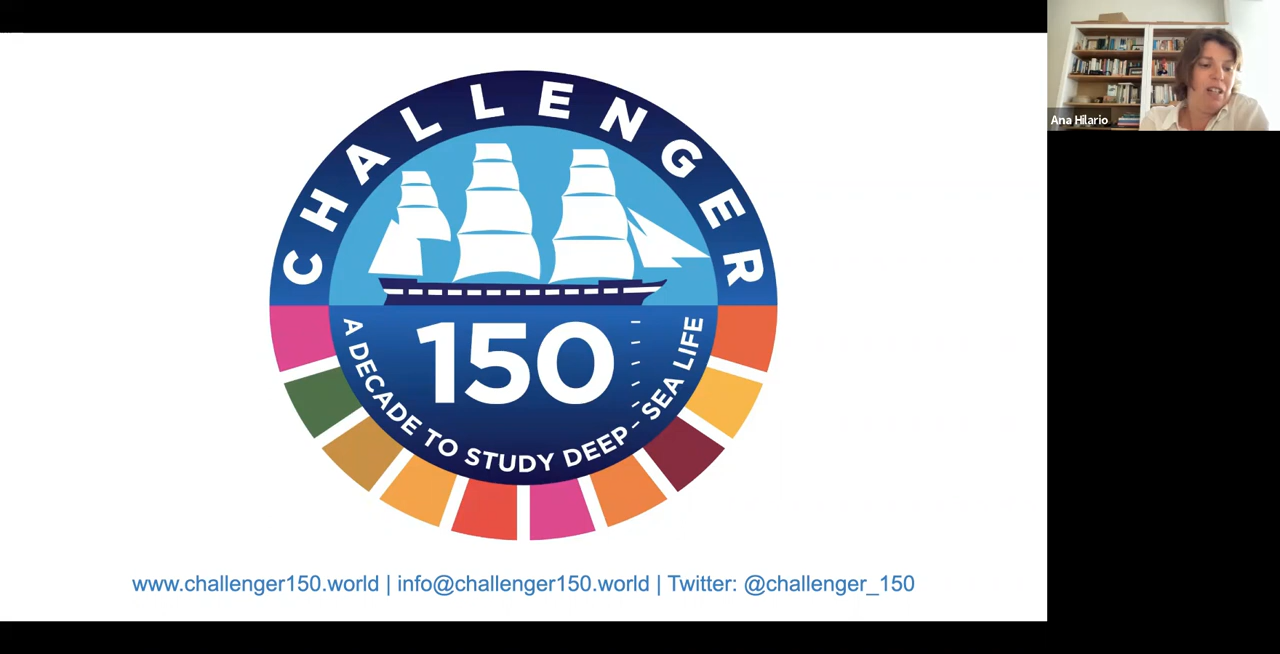 CHALLENGER
150
A DECADE TO STUDY DEEP-SEA LIFE
www.challenger150.world | info@challenger150.world | Twitter: @challenger_150
Ana Hilario